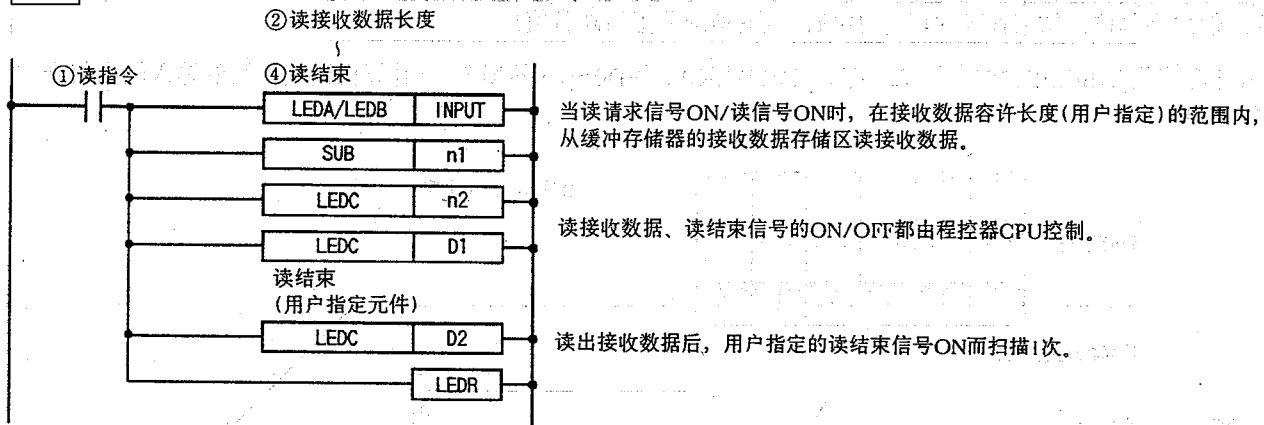 ②读接收数据长度
~
①读指令
④读结束
LEDA/LEDB INPUT
当读请求信号ON/读信号ON时，在接收数据容许长度(用户指定)的范围内，
从缓冲存储器的接收数据存储区读接收数据。
SUB n1
LEDC n2
读接收数据、读结束信号的ON/OFF都由程控器CPU控制。
LEDC D1
读结束
(用户指定元件)
LEDC D2
读出接收数据后，用户指定的读结束信号ON而扫描1次。
LEDR